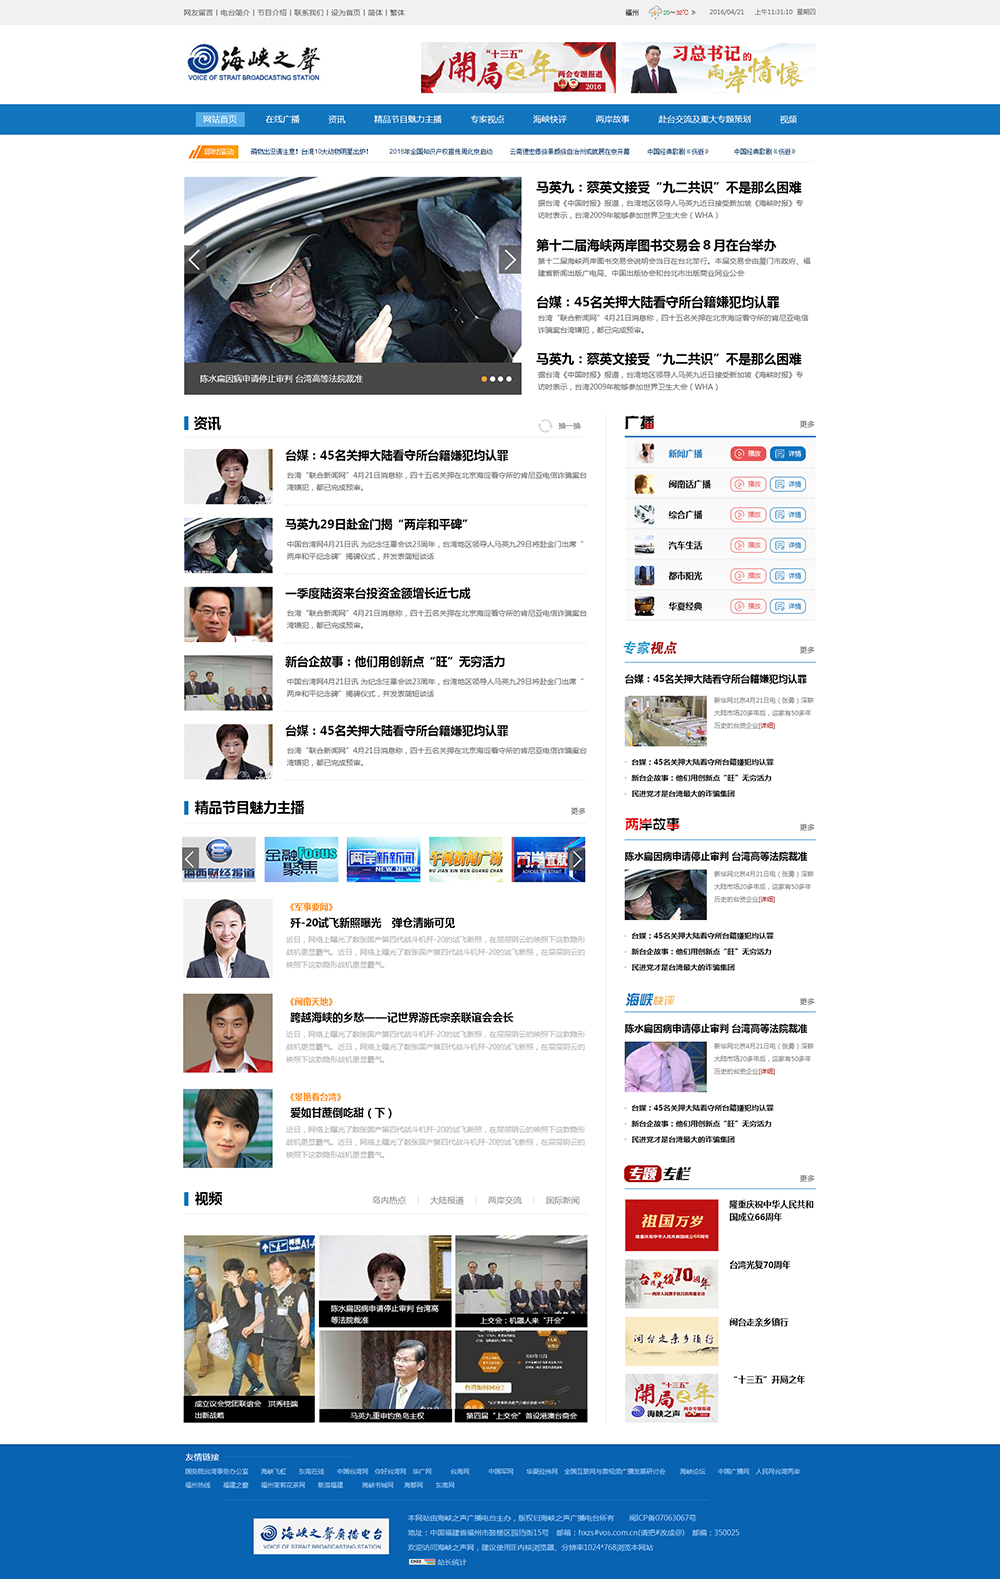 网友留言 | 电台简介 | 节目介绍 | 联系我们 | 设为首页 | 简体 | 繁体
福州 20~32℃ » 2016/04/21 上午11:31:10 星期四
海峡之声
VOICE OF STRAIT BROADCASTING STATION
“十三五”
開局之年
两会专题报道
2016
习总书记的
两岸情懷
网站首页 在线广播 资讯 精品节目魅力主播 专家视点 海峡快评 两岸故事 赴台交流及重大专题策划 视频
即时滚动 萌物出没请注意！台湾10大动物明星出炉！ 2016年全国知识产权宣传周北京启动 云南德宏傣族景颇族自治州成就展在京开幕 中国经典歌剧《伤逝》 中国经典歌剧《伤逝》
陈水扁因病申请停止审判 台湾高等法院裁准
马英九：蔡英文接受“九二共识”不是那么困难
据台湾《中国时报》报道，台湾地区领导人马英九近日接受新加坡《海峡时报》专
访时表示，台湾2009年能够参加世界卫生大会（WHA）
第十二届海峡两岸图书交易会 8 月在台举办
第十二届海峡两岸图书交易会说明会当日在台北举行。本届交易会由厦门市政府、福
建省新闻出版广电局、中国出版协会和台北市出版商业同业公会
台媒：45名关押大陆看守所台籍嫌犯均认罪
台湾“联合新闻网”4月21日消息称，四十五名关押在北京海淀看守所的肯尼亚电信
诈骗案台湾嫌犯，都已完成预审。
马英九：蔡英文接受“九二共识”不是那么困难
据台湾《中国时报》报道，台湾地区领导人马英九近日接受新加坡《海峡时报》专
访时表示，台湾2009年能够参加世界卫生大会（WHA）
资讯
换一换
台媒：45名关押大陆看守所台籍嫌犯均认罪
台湾“联合新闻网”4月21日消息称，四十五名关押在北京海淀看守所的肯尼亚电信诈骗案台
湾嫌犯，都已完成预审。
马英九29日赴金门揭“两岸和平碑”
中国台湾网4月21日讯 为纪念汪辜会谈23周年，台湾地区领导人马英九29日将赴金门出席“
两岸和平纪念碑”揭碑仪式，并发表简短谈话
一季度陆资来台投资金额增长近七成
台湾“联合新闻网”4月21日消息称，四十五名关押在北京海淀看守所的肯尼亚电信诈骗案台
湾嫌犯，都已完成预审。
新台企故事：他们用创新点“旺”无穷活力
中国台湾网4月21日讯 为纪念汪辜会谈23周年，台湾地区领导人马英九29日将赴金门出席“
两岸和平纪念碑”揭碑仪式，并发表简短谈话
台媒：45名关押大陆看守所台籍嫌犯均认罪
台湾“联合新闻网”4月21日消息称，四十五名关押在北京海淀看守所的肯尼亚电信诈骗案台
湾嫌犯，都已完成预审。
精品节目魅力主播
更多
海西财经报道
金融聚焦 Focus
两岸新新闻 NEW NEWS
午间新闻广场
HU JIAN XIN WEN GUANG CHAN
ACROSS THE STRAIT
《军事要闻》
歼-20试飞新照曝光 弹仓清晰可见
近日，网络上曝光了数张国产第四代战斗机歼-20的试飞新照，在层层阴云的映照下这款隐形
战机更显霸气。近日，网络上曝光了数张国产第四代战斗机歼-20的试飞新照，在层层阴云的
映照下这款隐形战机更显霸气。
《闽南天地》
跨越海峡的乡愁——记世界游氏宗亲联谊会会长
近日，网络上曝光了数张国产第四代战斗机歼-20的试飞新照，在层层阴云的映照下这款隐形
战机更显霸气。近日，网络上曝光了数张国产第四代战斗机歼-20的试飞新照，在层层阴云的
映照下这款隐形战机更显霸气。
《景艳看台湾》
爱如甘蔗倒吃甜（下）
近日，网络上曝光了数张国产第四代战斗机歼-20的试飞新照，在层层阴云的映照下这款隐形
战机更显霸气。近日，网络上曝光了数张国产第四代战斗机歼-20的试飞新照，在层层阴云的
映照下这款隐形战机更显霸气。
视频
岛内热点 | 大陆报道 | 两岸交流 | 国际新闻
成立议会党团联谊会 洪秀柱端
出新战略
陈水扁因病申请停止审判 台湾高
等法院裁准
上交会：机器人来“开会”
马英九重申钓鱼岛主权
台湾如何回应?
第四届“上交会”首设港澳台商会
广播
更多
新闻广播 播放 详情
闽南话广播 播放 详情
综合广播 播放 详情
汽车生活 播放 详情
都市阳光 播放 详情
华夏经典 播放 详情
专家视点
更多
台媒：45名关押大陆看守所台籍嫌犯均认罪
新华网北京4月21日电（张勇）深耕
大陆市场20多年后，这家有50多年
历史的台资企业[详细]
台媒：45名关押大陆看守所台籍嫌犯均认罪
新台企故事：他们用创新点“旺”无穷活力
民进党才是台湾最大的诈骗集团
两岸故事
更多
陈水扁因病申请停止审判 台湾高等法院裁准
新华网北京4月21日电（张勇）深耕
大陆市场20多年后，这家有50多年
历史的台资企业[详细]
台媒：45名关押大陆看守所台籍嫌犯均认罪
新台企故事：他们用创新点“旺”无穷活力
民进党才是台湾最大的诈骗集团
海峡快评
更多
陈水扁因病申请停止审判 台湾高等法院裁准
新华网北京4月21日电（张勇）深耕
大陆市场20多年后，这家有50多年
历史的台资企业[详细]
台媒：45名关押大陆看守所台籍嫌犯均认罪
新台企故事：他们用创新点“旺”无穷活力
民进党才是台湾最大的诈骗集团
专题专栏
更多
祖国万岁
隆重庆祝中华人民共和国成立66周年
隆重庆祝中华人民共和
国成立66周年
台湾光復70周年
台湾光复70周年
闽台走亲乡镇行
闽台走亲乡镇行
“十三五”
開局之年
海峡之声
两会专题报道
“十三五”开局之年
友情链接
国务院台湾事务办公室 海峡飞虹 东南在线 中国台湾网 你好台湾网 华广网 台海网 中国军网 华夏经纬网 全国互联网与音视频广播发展研讨会 海峡论坛 中国广播网 人民网台湾两岸
福州热线 福建之窗 福州茉莉花茶网 新浪福建 海峡书城网 海都网 东南网
海峡之聲廣播电台
VOICE OF STRAIT BROADCASTING STATION
本网站由海峡之声广播电台主办，版权归海峡之声广播电台所有 闽ICP备07063067号
地址：中国福建省福州市鼓楼区园垱街15号 邮箱：hxzs#vos.com.cn(请把#改成@) 邮编：350025
欢迎访问海峡之声网，建议使用IE内核浏览器、分辨率1024*768浏览本网站
CNZZ 站长统计